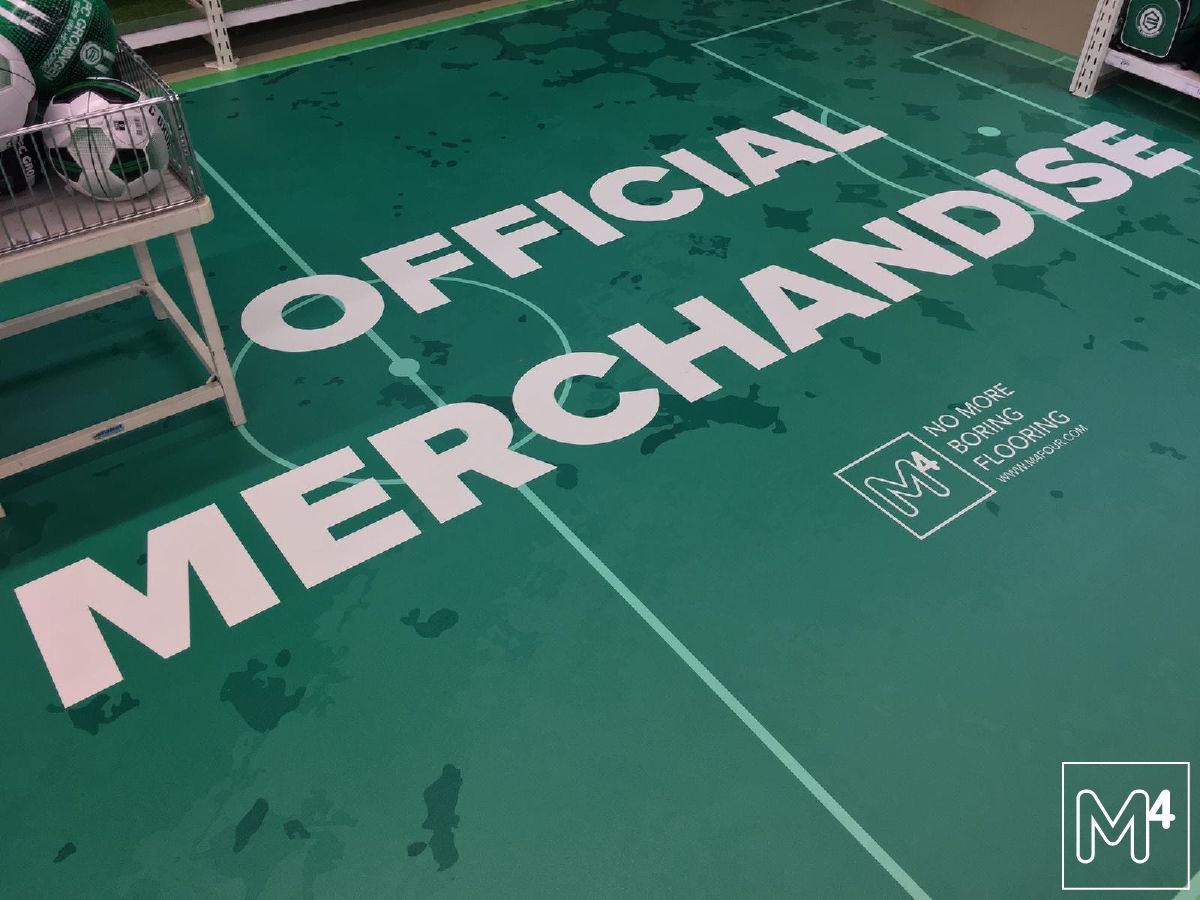 OFFICIAL
MERCHANDISE
M4
NO MORE
BORING
FLOORING
WWW.M4FOUR.COM
M4